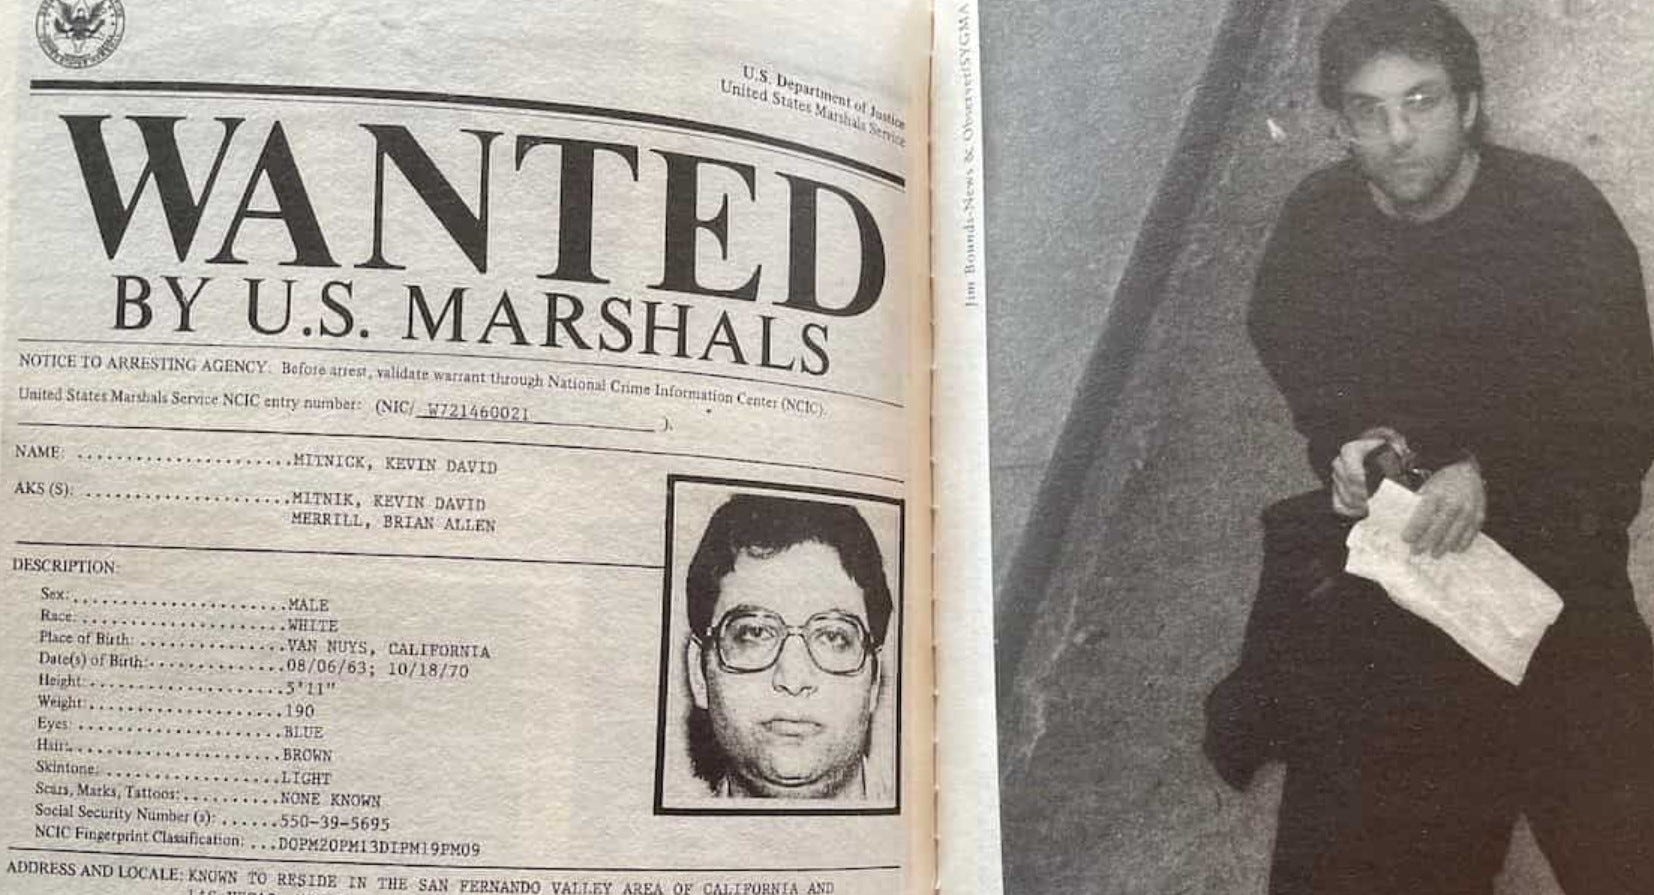 U.S. Department of Justice
United States Marshals Service
WANTED
BY U.S. MARSHALS
NOTICE TO ARRESTING AGENCY. Before arrest, validate warrant through National Crime Information Center (NCIC).
United States Marshals Service NCIC entry number: (NIC/ W721460021 ).
NAME: .....................MITNICK, KEVIN DAVID
AKS (S): ....................MITNIK, KEVIN DAVID
MERRILL, BRIAN ALLEN
DESCRIPTION:
Sex:......................MALE
Race:.....................WHITE
Place of Birth: ..............VAN NUYS, CALIFORNIA
Date(s) of Birth:.............08/06/63; 10/18/70
Height:...................5'11"
Weight:...................190
Eyes: ....................BLUE
Hair:.....................BROWN
Skintone: .................LIGHT
Scars, Marks, Tattoos:..........NONE KNOWN
Social Security Number (s): ......550-39-5695
NCIC Fingerprint Classification: ...DOPM20PM13DIPM19PM09
ADDRESS AND LOCALE: KNOWN TO RESIDE IN THE SAN FERNANDO VALLEY AREA OF CALIFORNIA AND
Jim Bounds-News & Observer/SYGMA